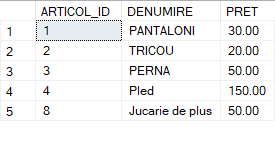 ARTICOL_ID DENUMIRE PRET
1 1 PANTALONI 30.00
2 2 TRICOU 20.00
3 3 PERNA 50.00
4 4 Pled 150.00
5 8 Jucarie de plus 50.00